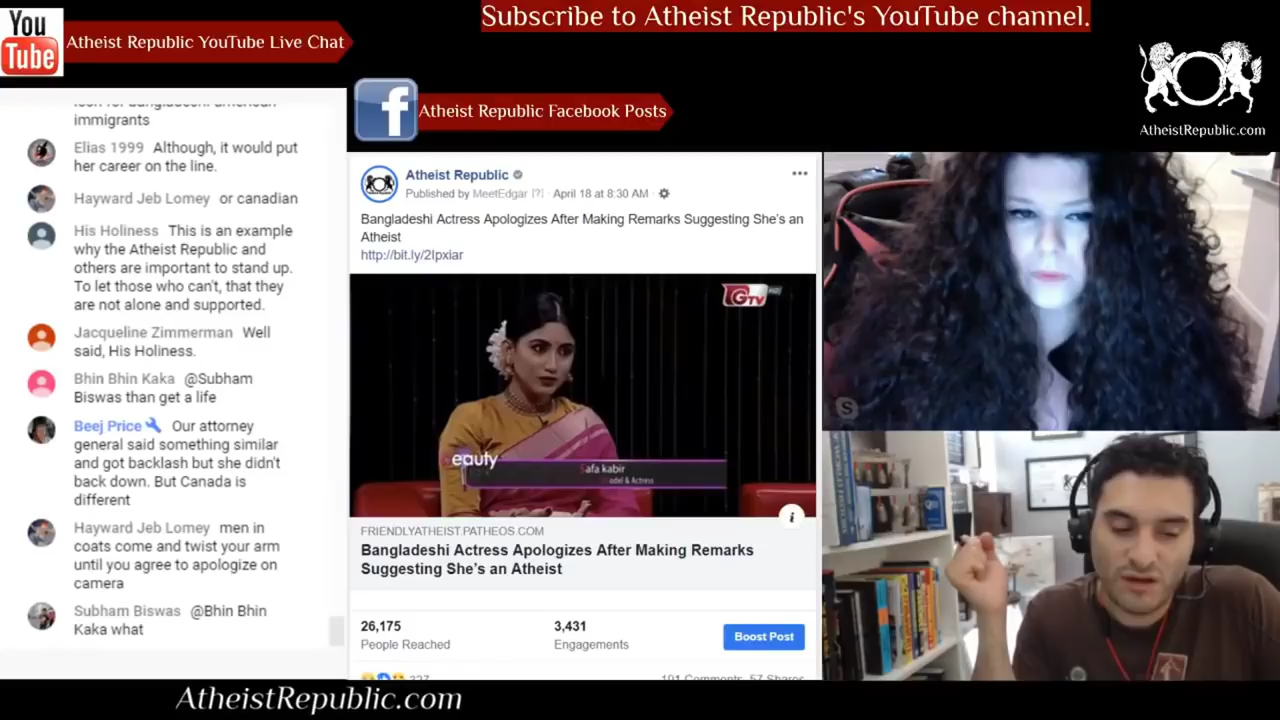 Subscribe to Atheist Republic's YouTube channel.
You
Tube
Atheist Republic YouTube Live Chat
AtheistRepublic.com
immigrants
Elias 1999 Although, it would put
her career on the line.
Hayward Jeb Lomey or canadian
His Holiness This is an example
why the Atheist Republic and
others are important to stand up.
To let those who can't, that they
are not alone and supported.
Jacqueline Zimmerman Well
said, His Holiness.
Bhin Bhin Kaka @Subham
Biswas than get a life
Beej Price Our attorney
general said something similar
and got backlash but she didn't
back down. But Canada is
different
Hayward Jeb Lomey men in
coats come and twist your arm
until you agree to apologize on
camera
Subham Biswas @Bhin Bhin
Kaka what
f
Atheist Republic Facebook Posts
Atheist Republic
Published by MeetEdgar [?] · April 18 at 8:30 AM ·
Bangladeshi Actress Apologizes After Making Remarks Suggesting She's an
Atheist
http://bit.ly/2Ipxiar
GTV HD
eauty
Safa kabir
odel & Actress
i
FRIENDLYATHEIST.PATHEOS.COM
Bangladeshi Actress Apologizes After Making Remarks
Suggesting She's an Atheist
26,175
People Reached
3,431
Engagements
Boost Post
S
AtheistRepublic.com